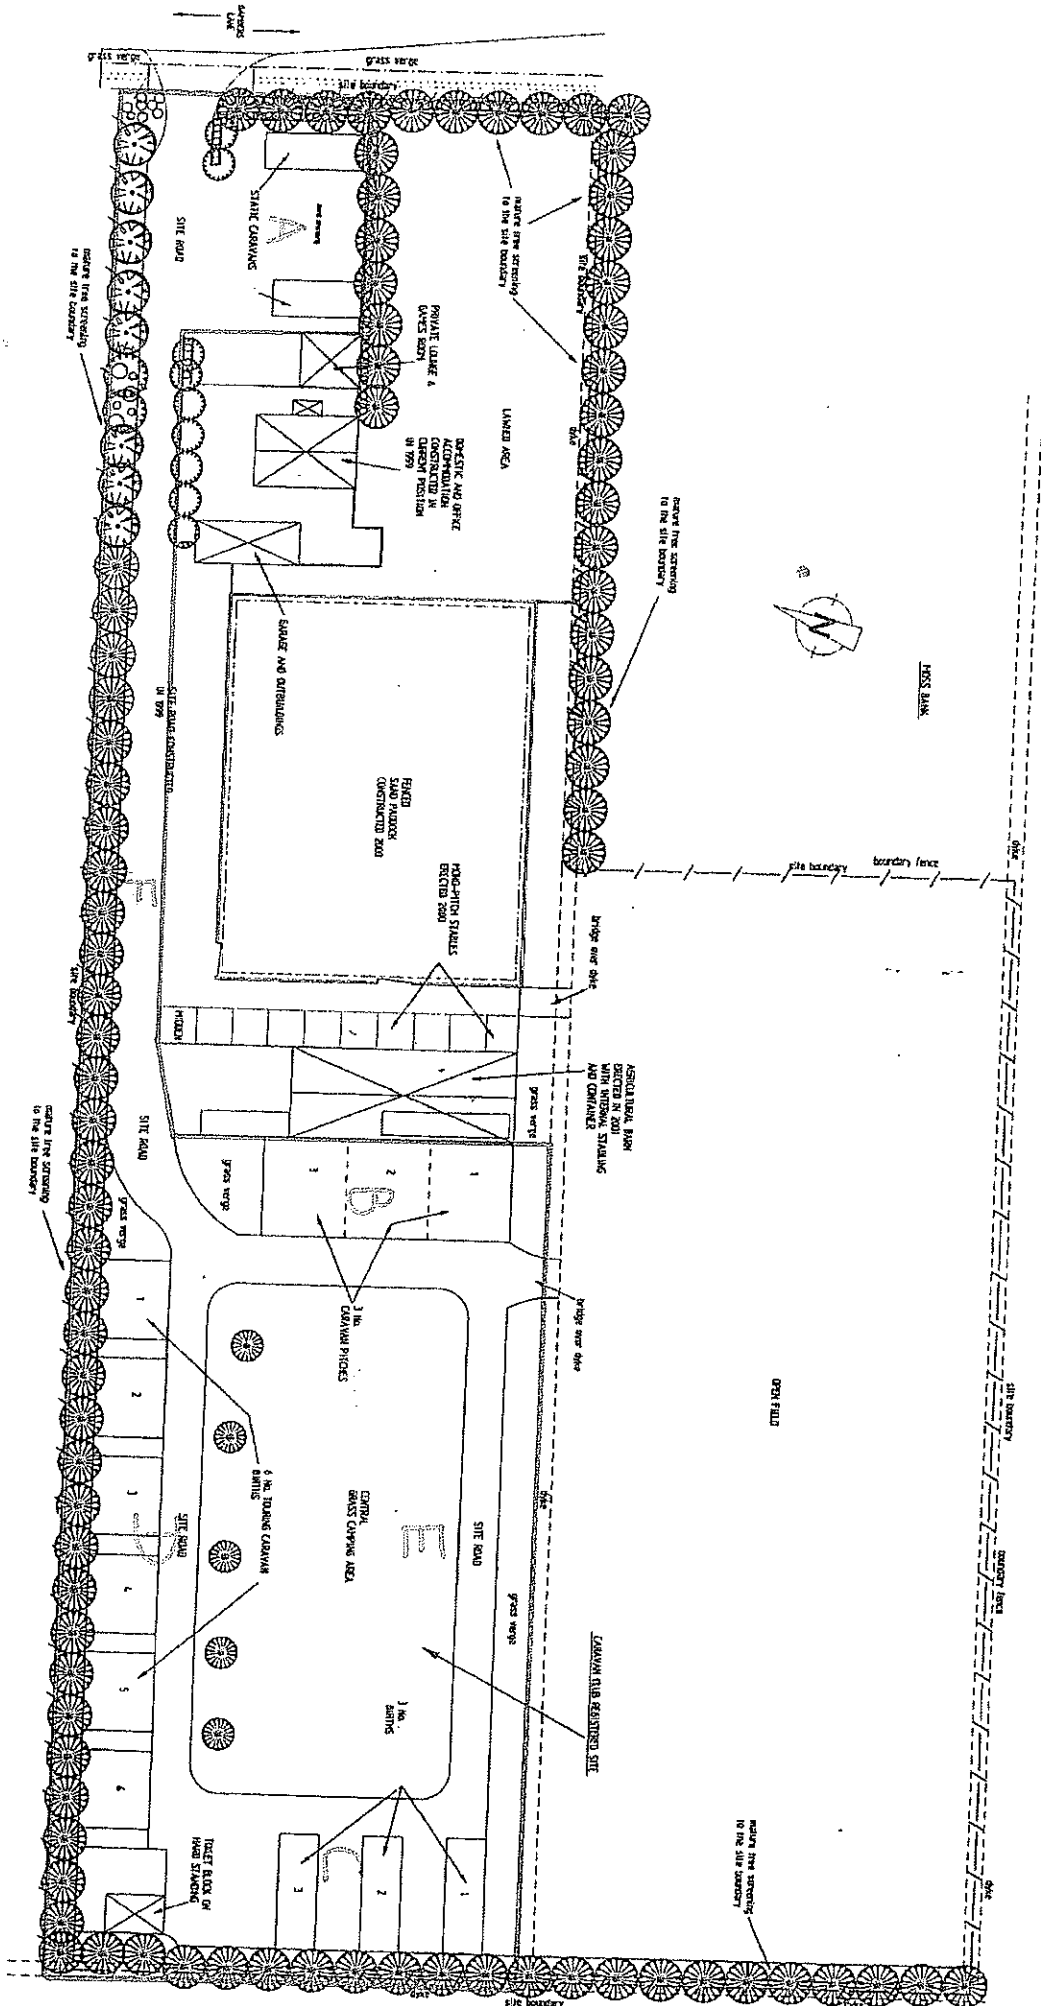 SANDERS
LANE
grass verge
grass verge
site boundary
SITE ROAD
STATIC CARAVANS
A
mature tree screening
to the site boundary
site boundary
mature tree screening
to the site boundary
PRIVATE LOUNGE &
GAMES ROOM
LAWNED AREA
DOMESTIC AND OFFICE
ACCOMMODATION
CONSTRUCTED IN
CURRENT POSITION
IN 1999
dyke
mature tree screening
to the site boundary
N
MOSS BANK
GARAGE AND OUTBUILDINGS
SITE ROAD CONSTRUCTED
IN 1999
FENCED
SAND PADDOCK
CONSTRUCTED 2000
MONO-PITCH STABLES
ERECTED 2000
F
site boundary
boundary fence
dyke
bridge over dyke
MIDDEN
AGRICULTURAL BARN
ERECTED IN 2001
WITH INTERNAL STABLING
AND CONTAINER
grass verge
site boundary
SITE ROAD
mature tree screening
to the site boundary
grass verge
grass verge
3
2
1
B
3 No.
CARAVAN PITCHES
bridge over dyke
OPEN FIELD
site boundary
boundary fence
1
2
3
4
5
6
D
SITE ROAD
6 No. TOURING CARAVAN
BERTHS
CENTRAL
GRASS CAMPING AREA
E
SITE ROAD
dyke
grass verge
CARAVAN CLUB REGISTERED SITE
3 No.
BERTHS
TOILET BLOCK ON
HARD STANDING
C
3
2
1
mature tree screening
to the site boundary
dyke
dyke
site boundary